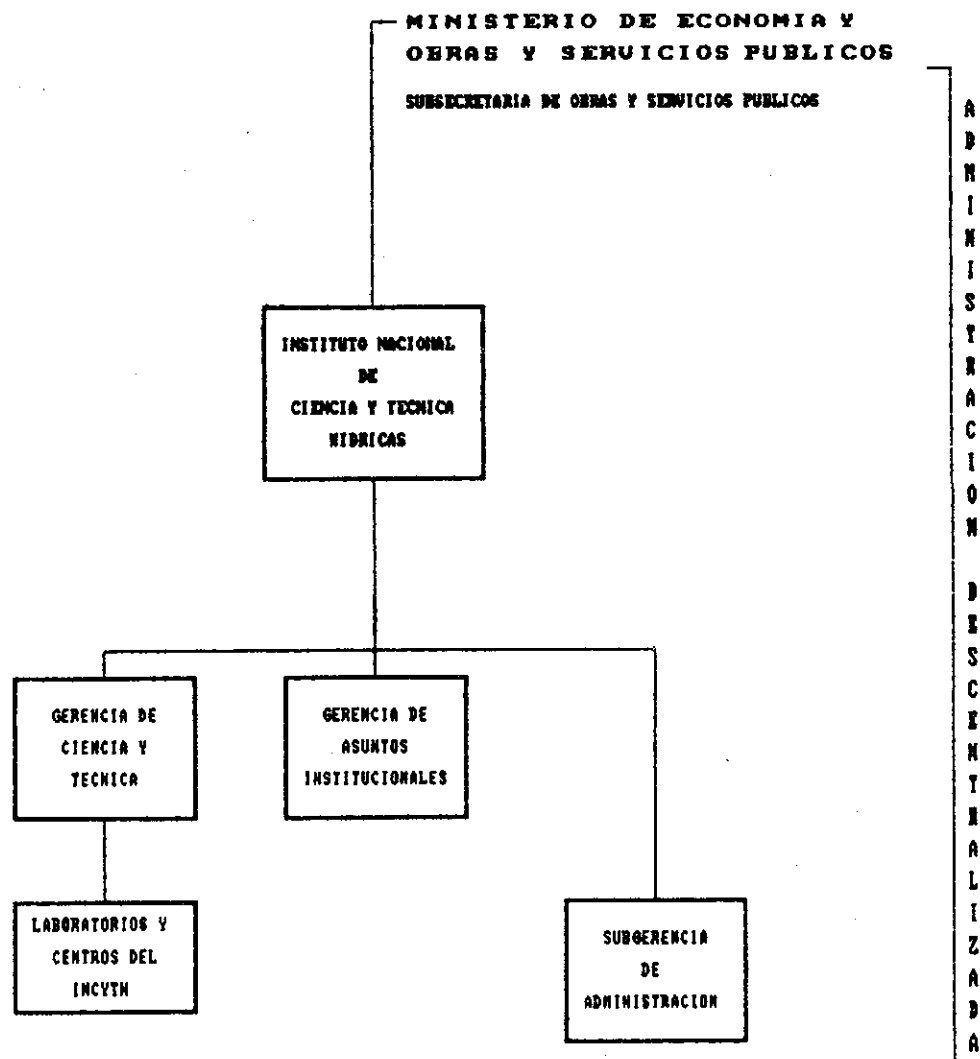 MINISTERIO DE ECONOMIA Y
OBRAS Y SERVICIOS PUBLICOS
SUBSECRETARIA DE OBRAS Y SERVICIOS PUBLICOS
ADMINISTRACION DESCENTRALIZADA
INSTITUTO NACIONAL
DE
CIENCIA Y TECNICA
HIDRICAS
GERENCIA DE
CIENCIA Y
TECNICA
GERENCIA DE
ASUNTOS
INSTITUCIONALES
LABORATORIOS Y
CENTROS DEL
INCYTH
SUBGERENCIA
DE
ADMINISTRACION